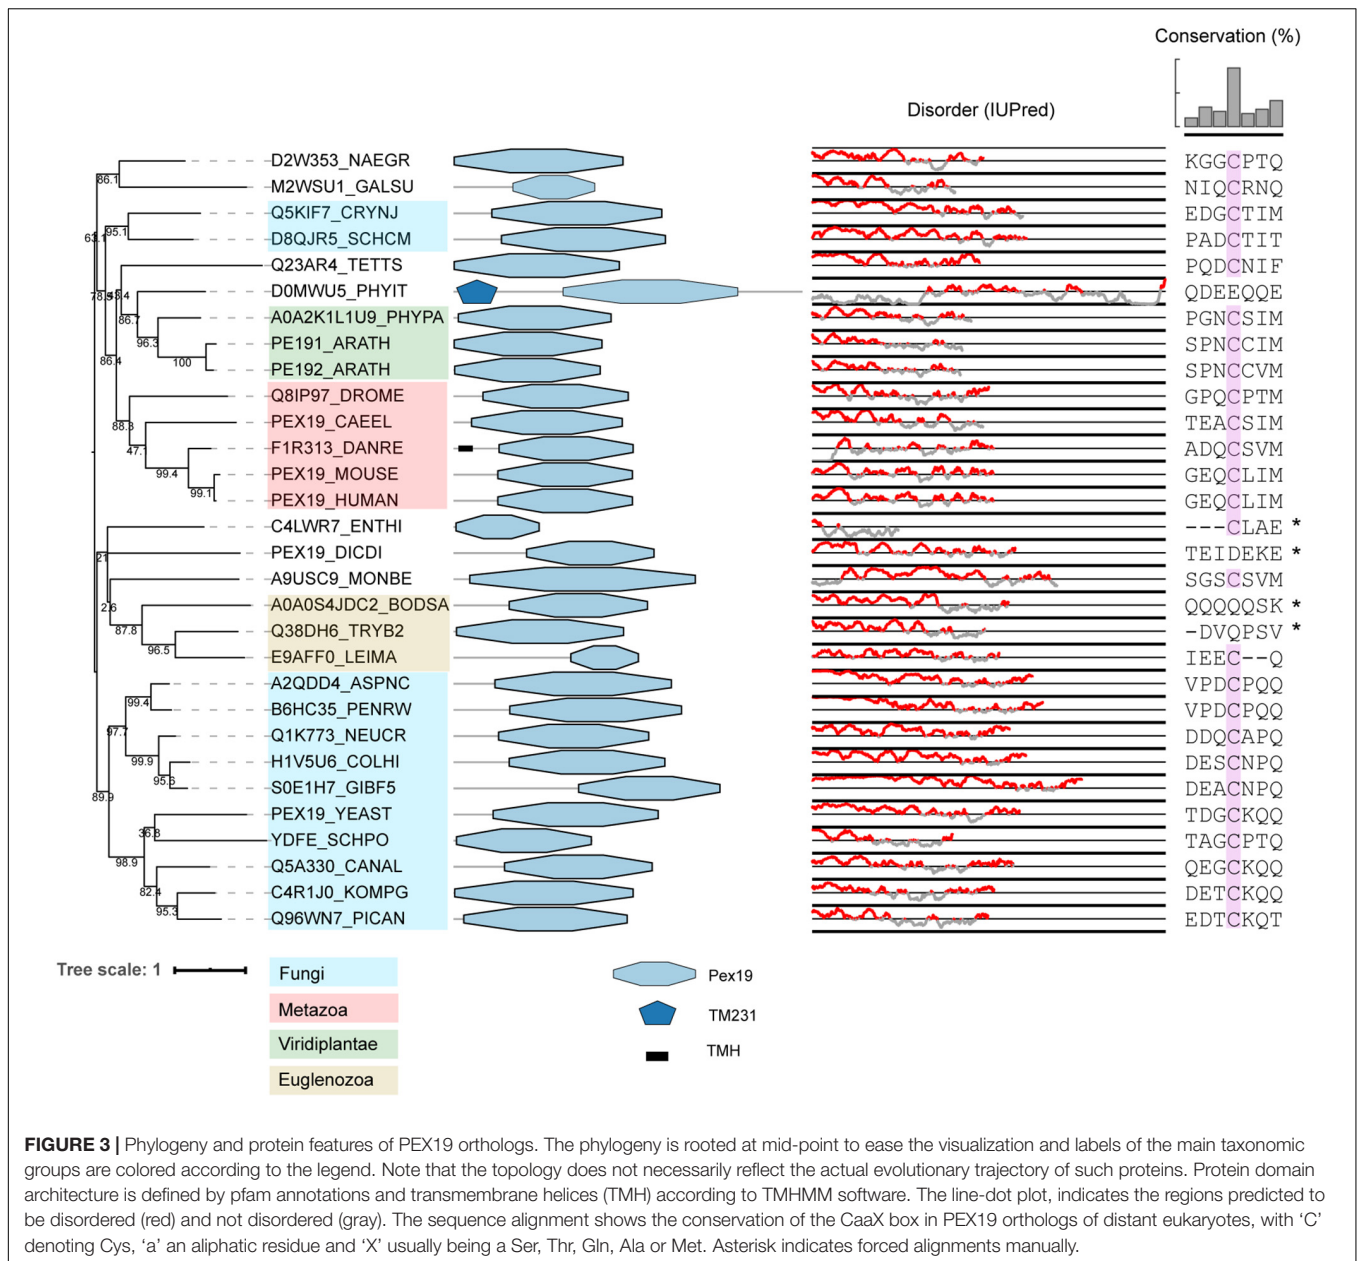 Conservation (%)
Disorder (IUPred)
D2W353_NAEGR KGGCPTQ
86.1
M2WSU1_GALSU NIQCRNQ
Q5KIF7_CRYNJ EDGCTIM
95.1
D8QJR5_SCHCM PADCTIT
Q23AR4_TETTS PQDCNIF
D0MWU5_PHYIT QDEEQQE
86.7
A0A2K1L1U9_PHYPA PGNCSIM
96.3
PE191_ARATH SPNCCIM
86.4 100
PE192_ARATH SPNCCVM
Q8IP97_DROME GPQCPTM
88.3
PEX19_CAEEL TEACSIM
F1R313_DANRE ADQCSVM
99.4
PEX19_MOUSE GEQCLIM
99.1
PEX19_HUMAN GEQCLIM
C4LWR7_ENTHI ---CLAE *
21
PEX19_DICDI TEIDEKE *
A9USC9_MONBE SGSCSVM
2.6
A0A0S4JDC2_BODSA QQQQQSK *
87.8
Q38DH6_TRYB2 -DVQPSV *
96.5
E9AFF0_LEIMA IEEC--Q
A2QDD4_ASPNC VPDCPQQ
99.4
B6HC35_PENRW VPDCPQQ
97.7
Q1K773_NEUCR DDQCAPQ
99.9
H1V5U6_COLHI DESCNPQ
95.6
S0E1H7_GIBF5 DEACNPQ
89.9
PEX19_YEAST TDGCKQQ
36.8
YDFE_SCHPO TAGCPTQ
98.9
Q5A330_CANAL QEGCKQQ
82.4
C4R1J0_KOMPG DETCKQQ
95.3
Q96WN7_PICAN EDTCKQT
Tree scale: 1
Fungi
Metazoa
Viridiplantae
Euglenozoa
Pex19
TM231
TMH
FIGURE 3 | Phylogeny and protein features of PEX19 orthologs. The phylogeny is rooted at mid-point to ease the visualization and labels of the main taxonomic
groups are colored according to the legend. Note that the topology does not necessarily reflect the actual evolutionary trajectory of such proteins. Protein domain
architecture is defined by pfam annotations and transmembrane helices (TMH) according to TMHMM software. The line-dot plot, indicates the regions predicted to
be disordered (red) and not disordered (gray). The sequence alignment shows the conservation of the CaaX box in PEX19 orthologs of distant eukaryotes, with ‘C’
denoting Cys, ‘a’ an aliphatic residue and ‘X’ usually being a Ser, Thr, Gln, Ala or Met. Asterisk indicates forced alignments manually.